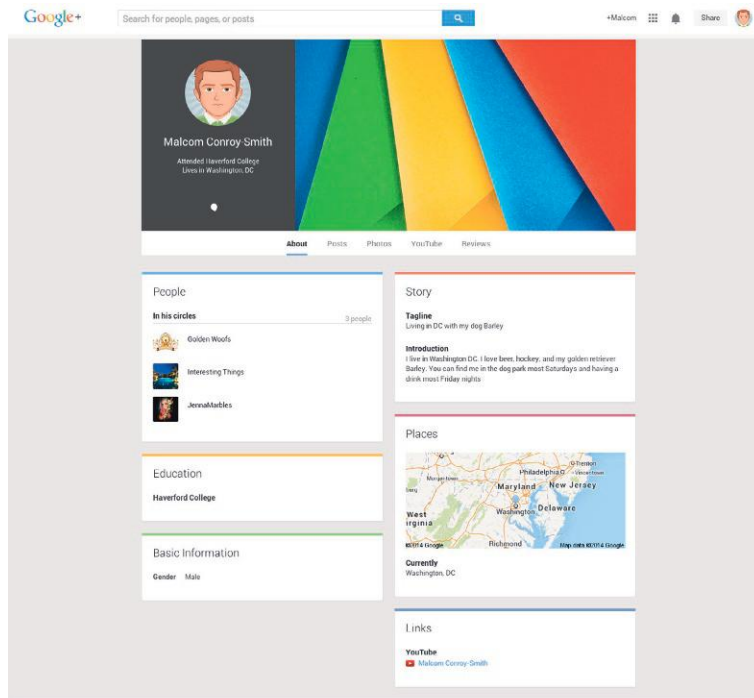 Google+
Search for people, pages, or posts
+Malcom
Share
Malcom Conroy-Smith
Attended Haverford College
Lives in Washington, DC
About Posts Photos YouTube Reviews
People
In his circles
3 people
Golden Woofs
Interesting Things
JennaMarbles
Education
Haverford College
Basic Information
Gender Male
Story
Tagline
Living in DC with my dog Barley
Introduction
I live in Washington DC. I love beer, hockey, and my golden retriever
Barley. You can find me in the dog park most Saturdays and having a
drink most Friday nights
Places
Trenton
Philadelphia
Vincentown
Morgantown
Maryland
New Jersey
Washington
Delaware
West
irginia
Richmond
©2014 Google
Map data ©2014 Google
Currently
Washington, DC
Links
YouTube
Malcom Conroy-Smith